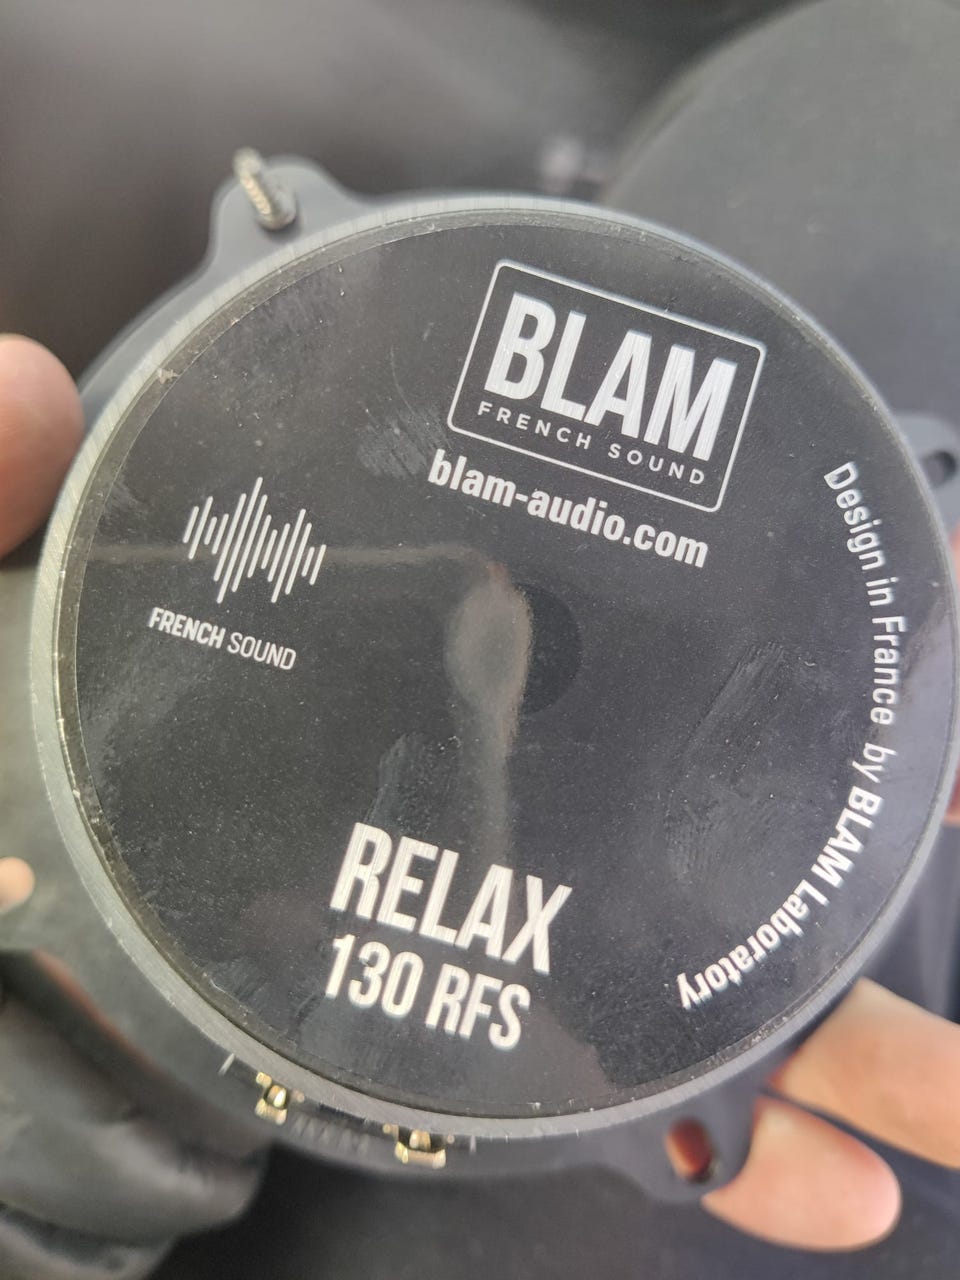 BLAM
FRENCH SOUND
blam-audio.com
FRENCH SOUND
Design in France by BLAM Laboratory
RELAX
130 RFS